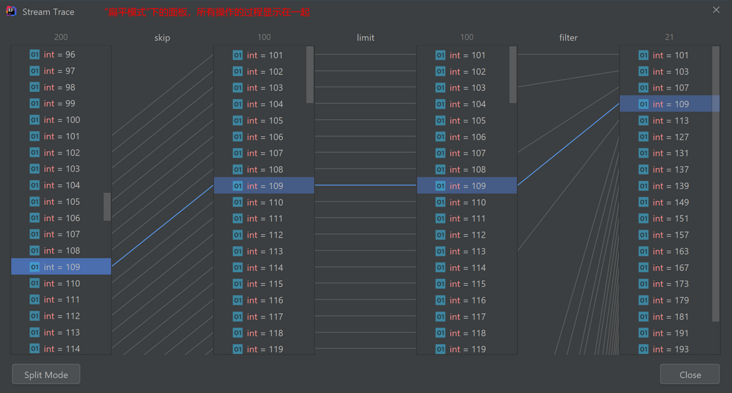 Stream Trace
"扁平模式"下的面板，所有操作的过程显示在一起
200 skip 100 limit 100 filter 21
int = 96 int = 101 int = 101 int = 101
int = 97 int = 102 int = 102 int = 103
int = 98 int = 103 int = 103 int = 107
int = 99 int = 104 int = 104 int = 109
int = 100 int = 105 int = 105 int = 113
int = 101 int = 106 int = 106 int = 127
int = 102 int = 107 int = 107 int = 131
int = 103 int = 108 int = 108 int = 137
int = 104 int = 109 int = 109 int = 139
int = 105 int = 110 int = 110 int = 149
int = 106 int = 111 int = 111 int = 151
int = 107 int = 112 int = 112 int = 157
int = 108 int = 113 int = 113 int = 163
int = 109 int = 114 int = 114 int = 167
int = 110 int = 115 int = 115 int = 173
int = 111 int = 116 int = 116 int = 179
int = 112 int = 117 int = 117 int = 181
int = 113 int = 118 int = 118 int = 191
int = 114 int = 119 int = 119 int = 193
Split Mode Close